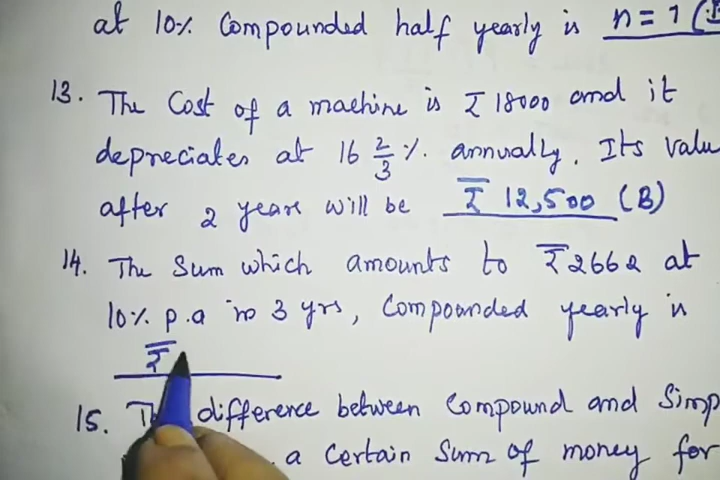 at 10% Compounded half yearly is n = 1
13. The Cost of a machine is ₹ 18000 and it
depreciates at 16 2/3 %. annually. Its valu
after 2 years will be ₹ 12,500 (B)
14. The Sum which amounts to ₹ 2662 at
10% p.a in 3 yrs, Compounded yearly is
₹
15. difference between Compound and Simp
a certain Sum of money for